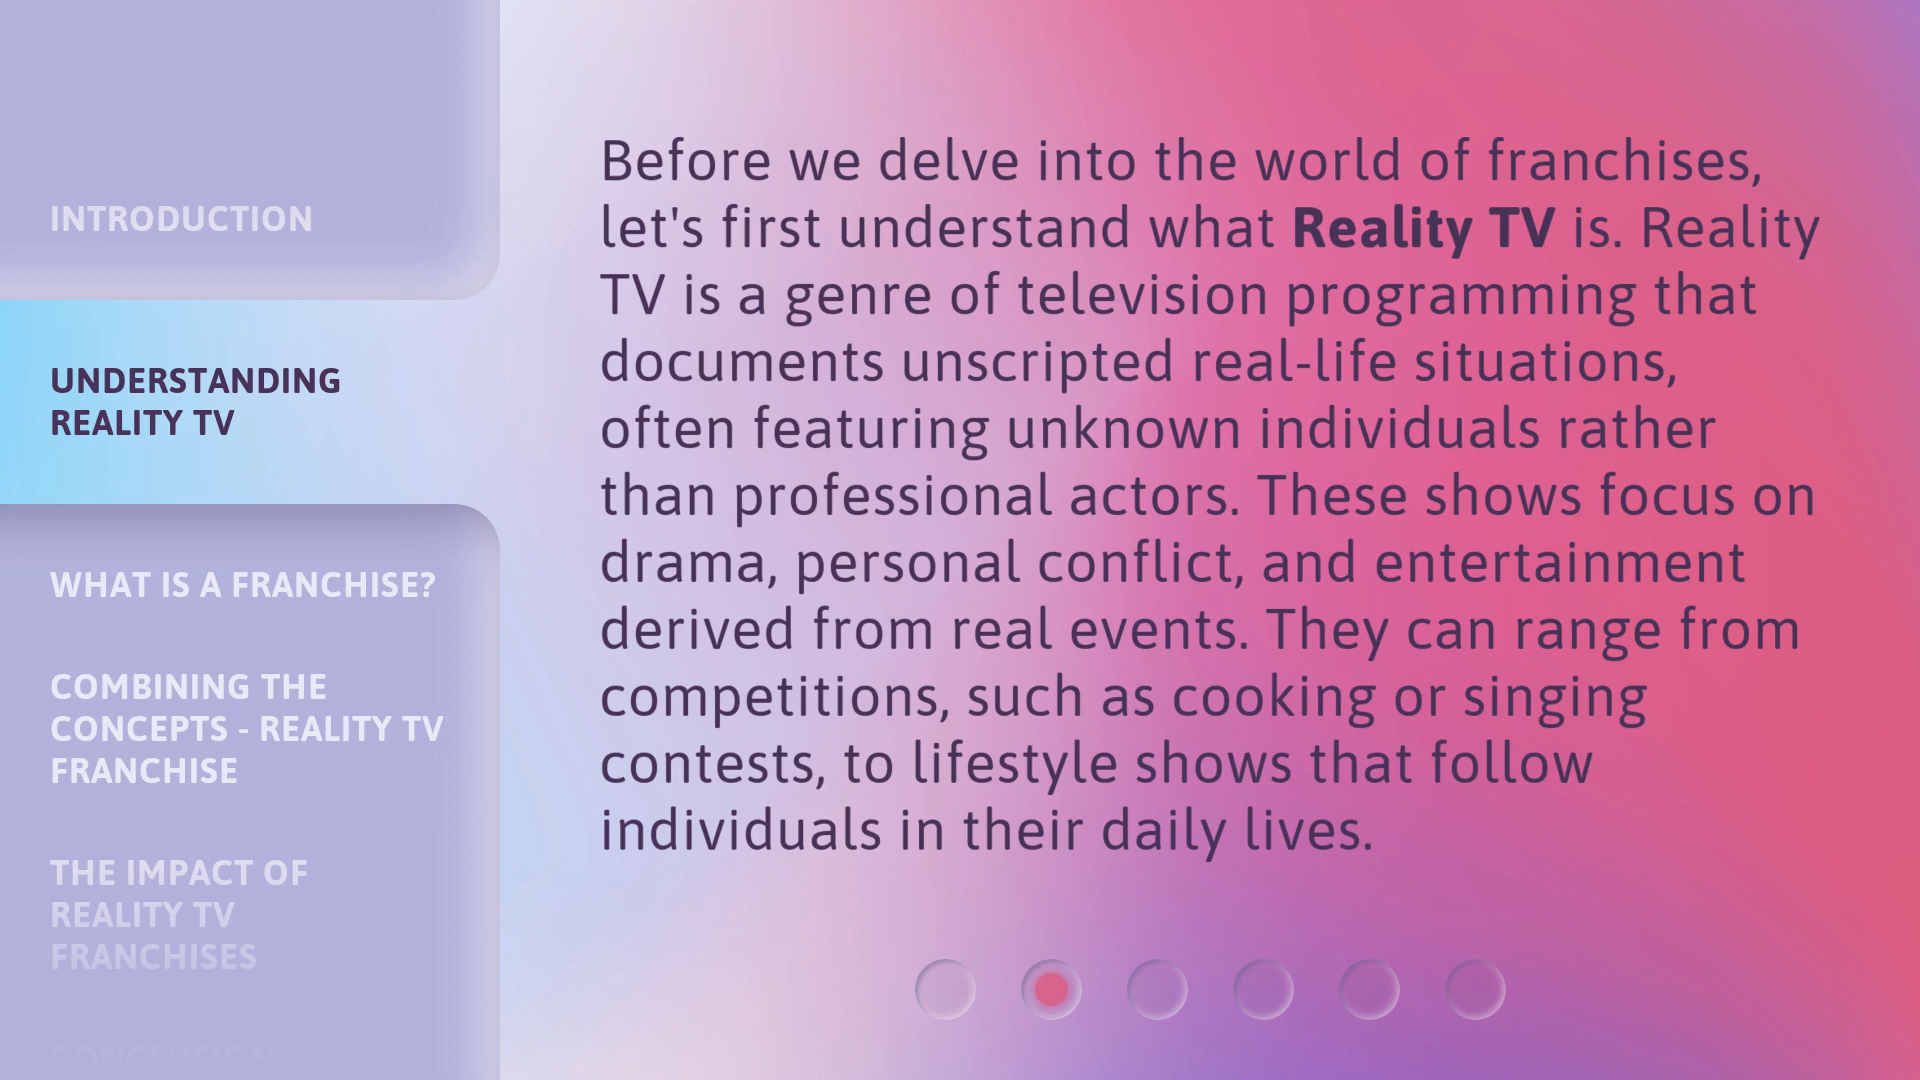 INTRODUCTION
UNDERSTANDING
REALITY TV
WHAT IS A FRANCHISE?
COMBINING THE
CONCEPTS - REALITY TV
FRANCHISE
THE IMPACT OF
REALITY TV
FRANCHISES
CONCLUSION
Before we delve into the world of franchises,
let's first understand what Reality TV is. Reality
TV is a genre of television programming that
documents unscripted real-life situations,
often featuring unknown individuals rather
than professional actors. These shows focus on
drama, personal conflict, and entertainment
derived from real events. They can range from
competitions, such as cooking or singing
contests, to lifestyle shows that follow
individuals in their daily lives.